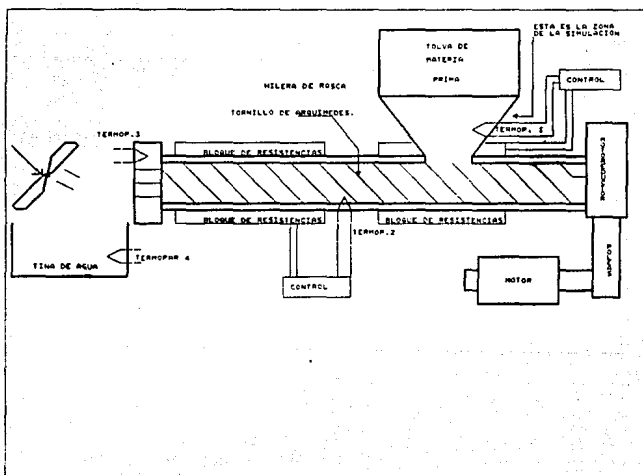 ESTA ES LA ZONA
DE LA SIMULACION
TOLVA DE
MATERIA
PRIMA
CONTROL
HILERA DE ROSCA
TORNILLO DE ARQUIMEDES.
TERMOP.3
BLOQUE DE RESISTENCIAS
BLOQUE DE RESISTENCIAS
BLOQUE DE RESISTENCIAS
TERMOP.2
TERMOPAR 4
TINA DE AGUA
CONTROL
MOTOR